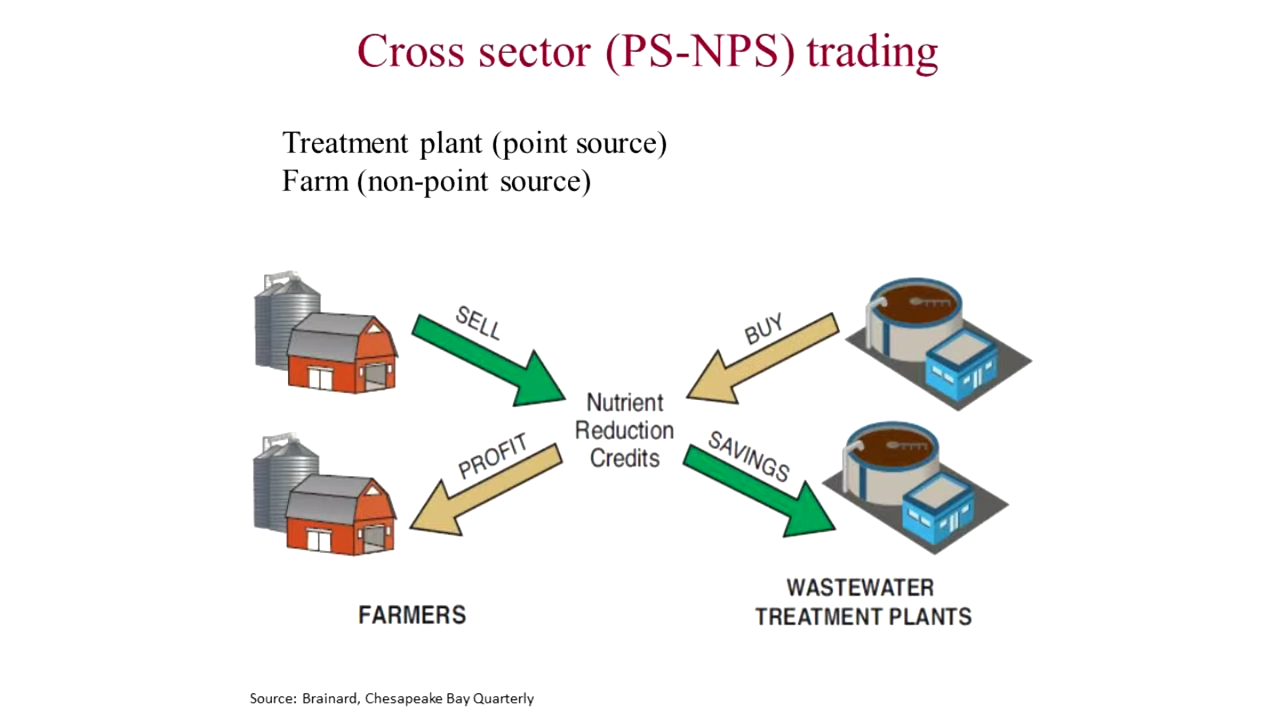 Cross sector (PS-NPS) trading
Treatment plant (point source)
Farm (non-point source)
SELL
BUY
Nutrient
Reduction
Credits
PROFIT
SAVINGS
FARMERS
WASTEWATER
TREATMENT PLANTS
Source: Brainard, Chesapeake Bay Quarterly